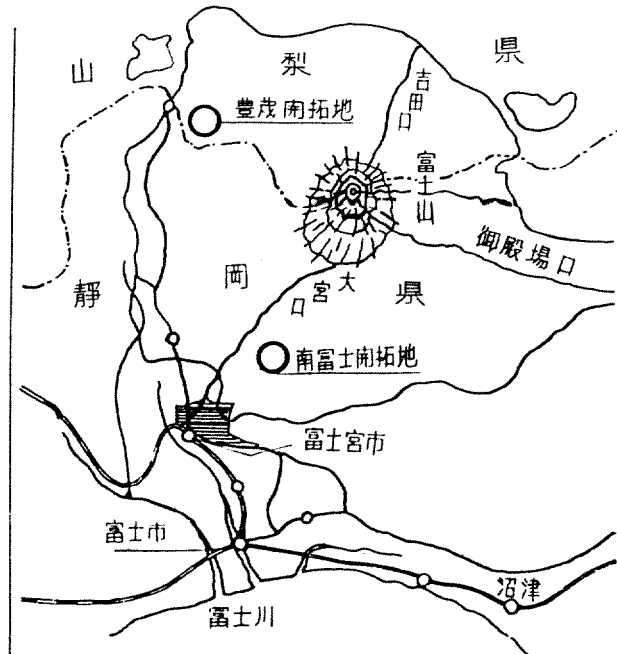 山梨県
豊茂開拓地
吉田口
富士山
御殿場口
静岡県
大宮口
南富士開拓地
富士宮市
富士市
富士川
沼津